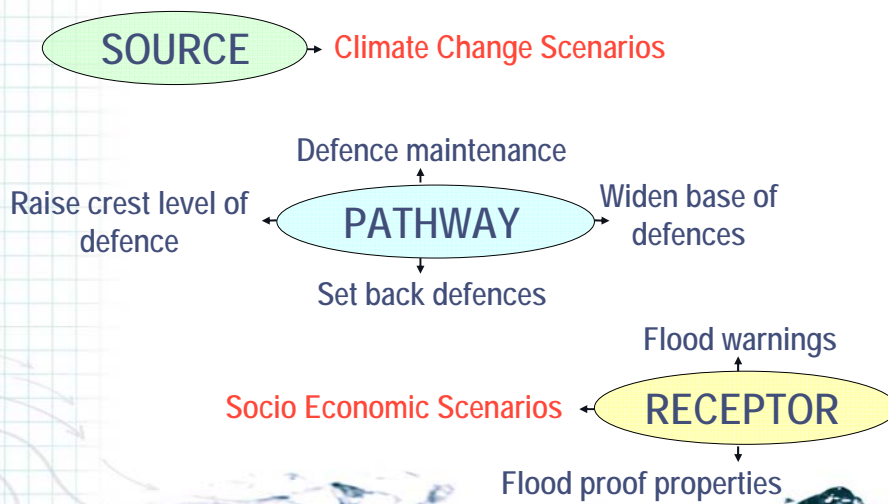 SOURCE
Climate Change Scenarios
Defence maintenance
Raise crest level of
defence
PATHWAY
Widen base of
defences
Set back defences
Flood warnings
Socio Economic Scenarios
RECEPTOR
Flood proof properties